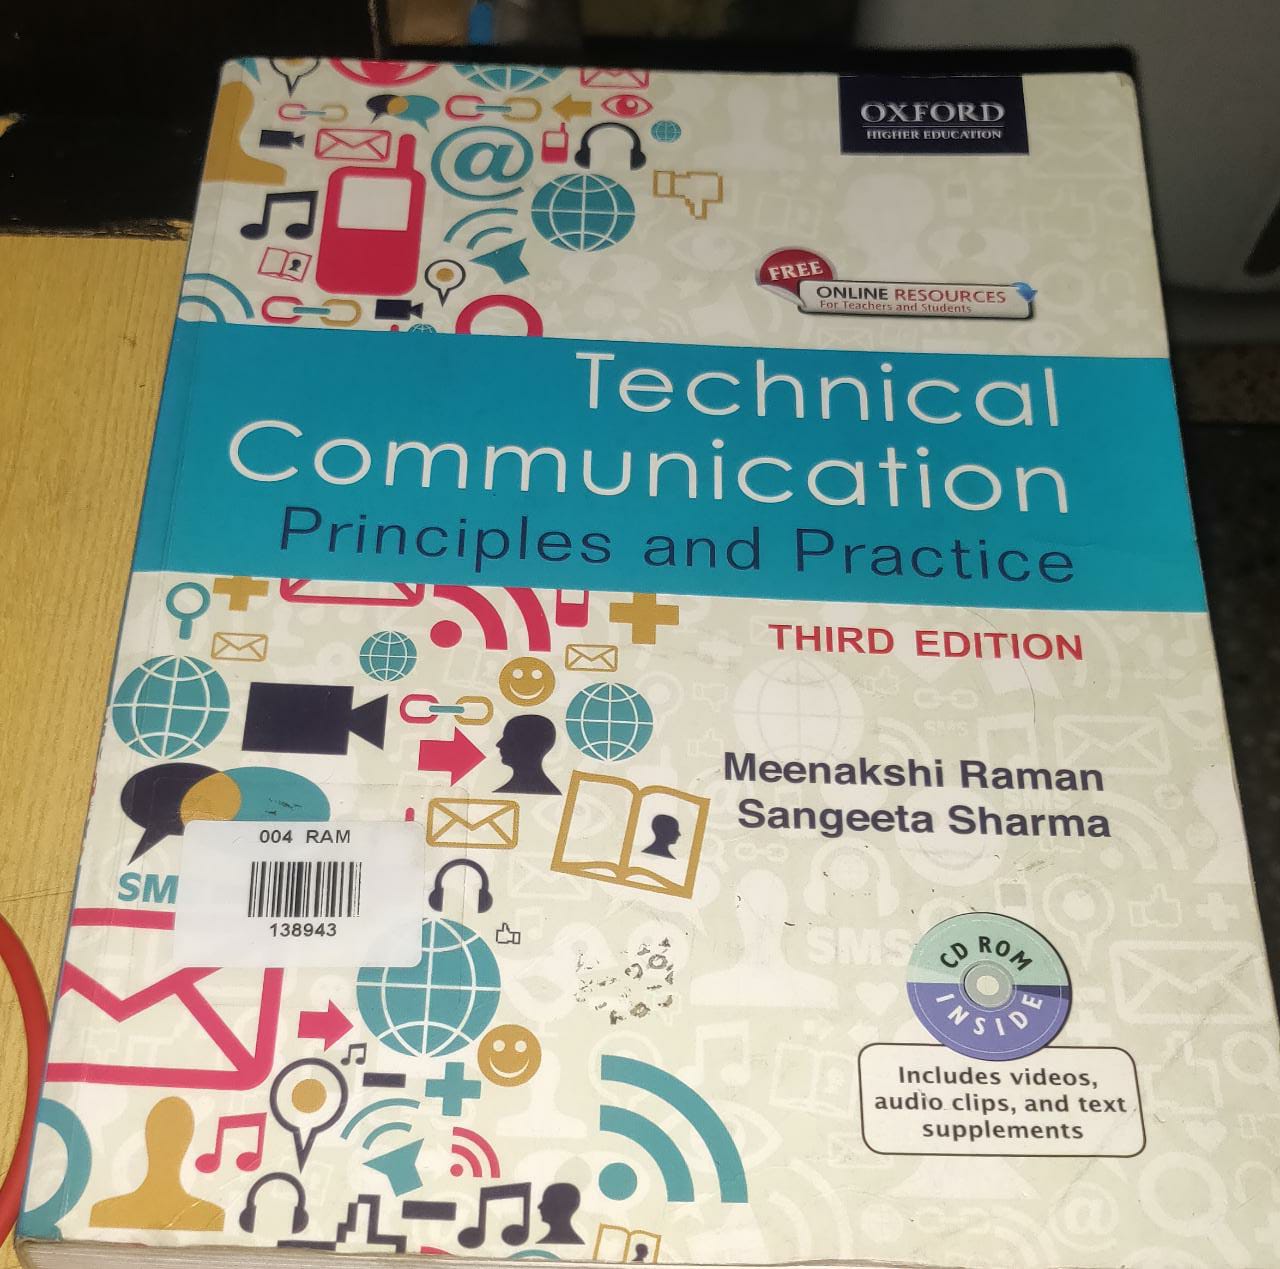 OXFORD
HIGHER EDUCATION
FREE
ONLINE RESOURCES
For Teachers and Students
Technical
Communication
Principles and Practice
THIRD EDITION
Meenakshi Raman
Sangeeta Sharma
004 RAM
138943
SM
SMS
CD ROM
INSIDE
Includes videos,
audio clips, and text
supplements